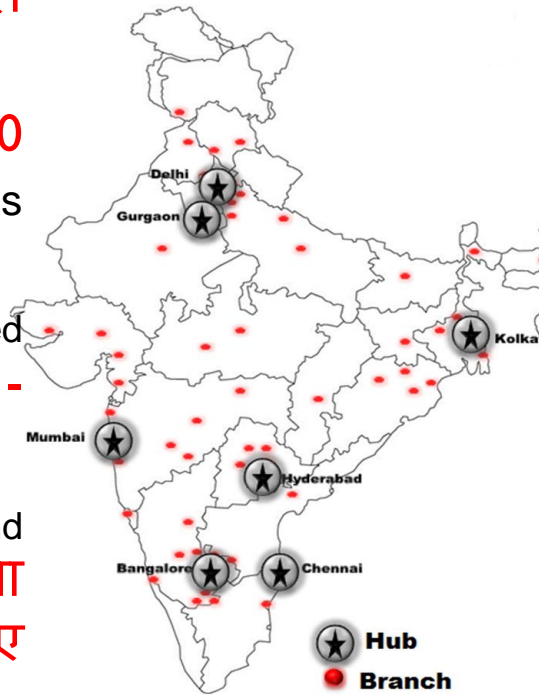 0
s
Delhi
Gurgaon
ed
Kolka
-
Mumbai
Hyderabad
d
Bangalore
Chennai
गा
ए
Hub
Branch